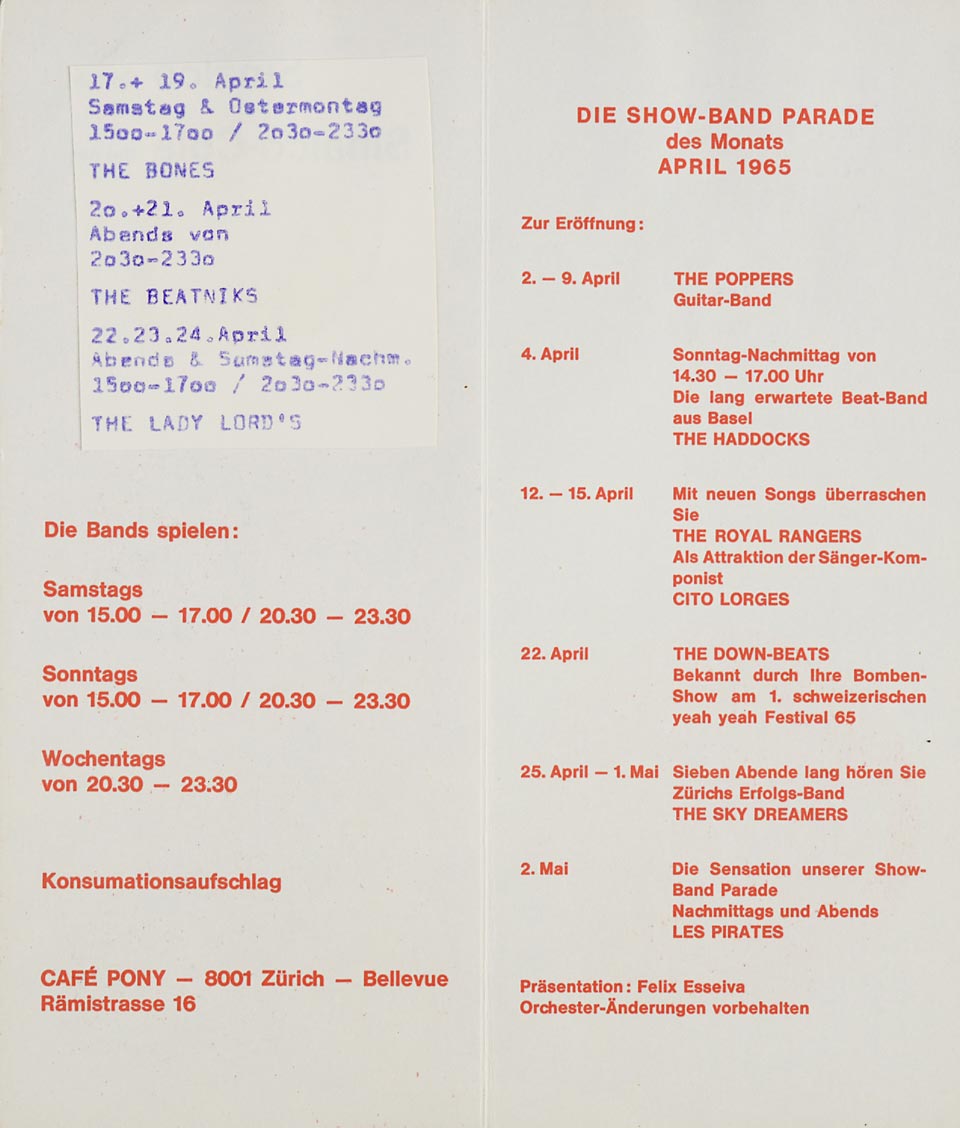 17.+ 19. April
Samstag & Ostermontag
15oo-17oo / 2o3o-233o
THE BONES
2o.+21. April
Abends von
2o3o-233o
THE BEATNIKS
22.23.24.April
Abends & Samstag-Nachm.
15oo-17oo / 2o3o-233o
THE LADY LORD'S
Die Bands spielen:
Samstags
von 15.00 — 17.00 / 20.30 — 23.30
Sonntags
von 15.00 — 17.00 / 20.30 — 23.30
Wochentags
von 20.30 — 23.30
Konsumationsaufschlag
CAFÉ PONY — 8001 Zürich — Bellevue
Rämistrasse 16
DIE SHOW-BAND PARADE
des Monats
APRIL 1965
Zur Eröffnung:
2. — 9. April THE POPPERS
Guitar-Band
4. April Sonntag-Nachmittag von
14.30 — 17.00 Uhr
Die lang erwartete Beat-Band
aus Basel
THE HADDOCKS
12. — 15. April Mit neuen Songs überraschen
Sie
THE ROYAL RANGERS
Als Attraktion der Sänger-Kom-
ponist
CITO LORGES
22. April THE DOWN-BEATS
Bekannt durch Ihre Bomben-
Show am 1. schweizerischen
yeah yeah Festival 65
25. April — 1. Mai Sieben Abende lang hören Sie
Zürichs Erfolgs-Band
THE SKY DREAMERS
2. Mai Die Sensation unserer Show-
Band Parade
Nachmittags und Abends
LES PIRATES
Präsentation: Felix Esseiva
Orchester-Änderungen vorbehalten